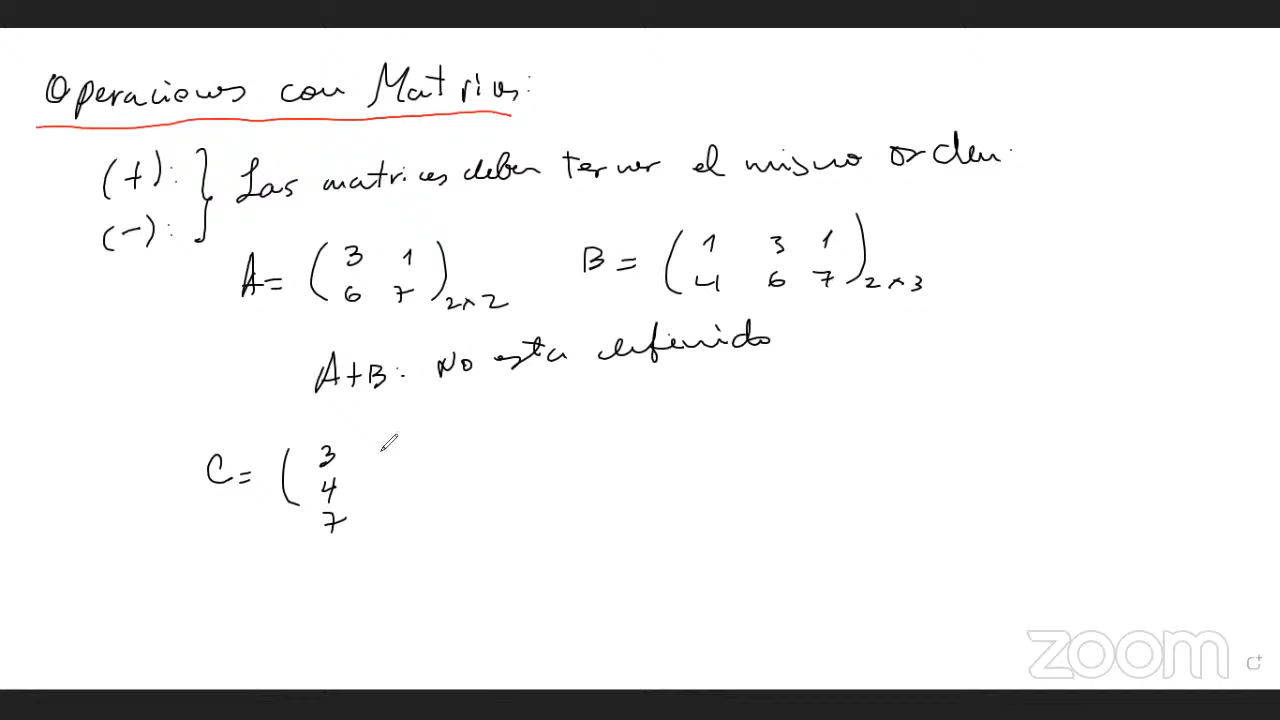 Operaciones con Matrices:
(+): } Las matrices deben tener el mismo orden.
(-):
A = ( 3 1 B = ( 1 3 1
6 7 )2x2 4 6 7 )2x3
A+B: No esta definido
C = ( 3
4
7
zoom